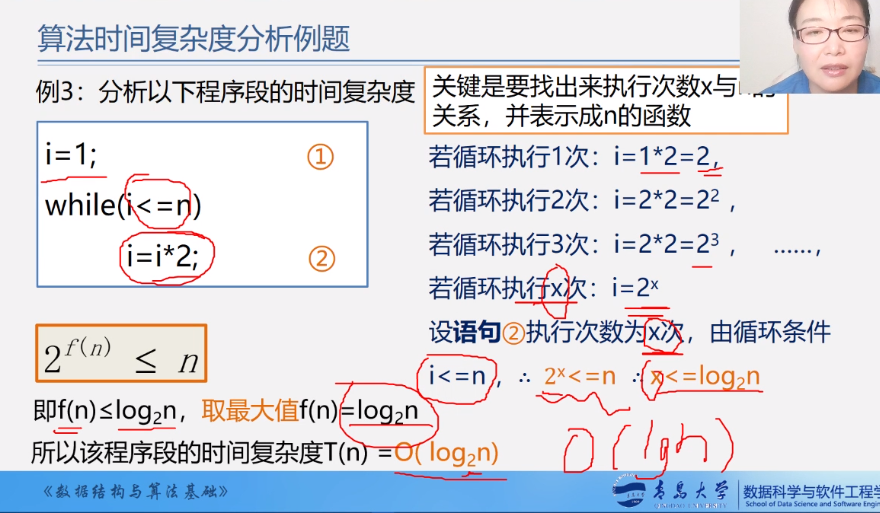 算法时间复杂度分析例题
例3：分析以下程序段的时间复杂度
关键是要找出来执行次数x与n的
关系，并表示成n的函数
i=1; ①
while(i<=n)
i=i*2; ②
若循环执行1次：i=1*2=2，
若循环执行2次：i=2*2=2²，
若循环执行3次：i=2*2=2³， ……，
若循环执行x次：i=2ˣ
设语句②执行次数为x次，由循环条件
i<=n，∴ 2ˣ<=n ∴ x<=log₂n
2^f(n) ≤ n
即f(n)≤log₂n，取最大值f(n)=log₂n
所以该程序段的时间复杂度T(n) =O( log₂n)
O(lgn)
《数据结构与算法基础》
青岛大学
QINGDAO UNIVERSITY
数据科学与软件工程学
School of Data Science and Software Engin